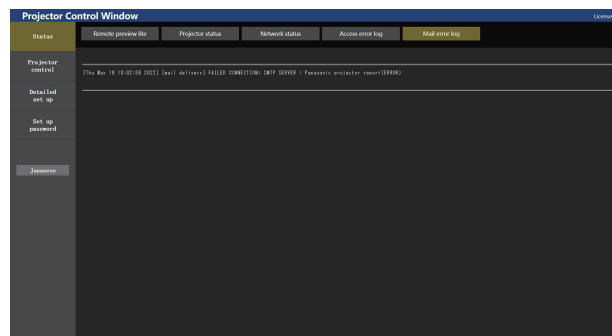 Projector Control Window
License
Status
Remote preview lite
Projector status
Network status
Access error log
Mail error log
Projector
control
[Thu May 19 10:02:59 2022] [mail delivery] FAILED CONNECTION: SMTP SERVER : Panasonic projector report(ERROR)
Detailed
set up
Set up
password
Japanese